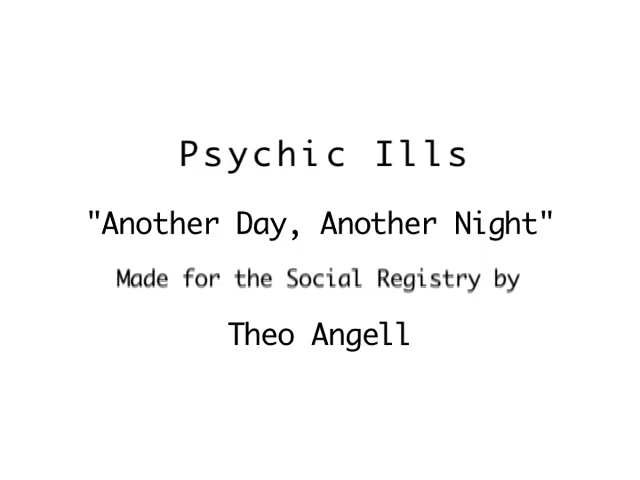 Psychic Ills
"Another Day, Another Night"
Made for the Social Registry by
Theo Angell